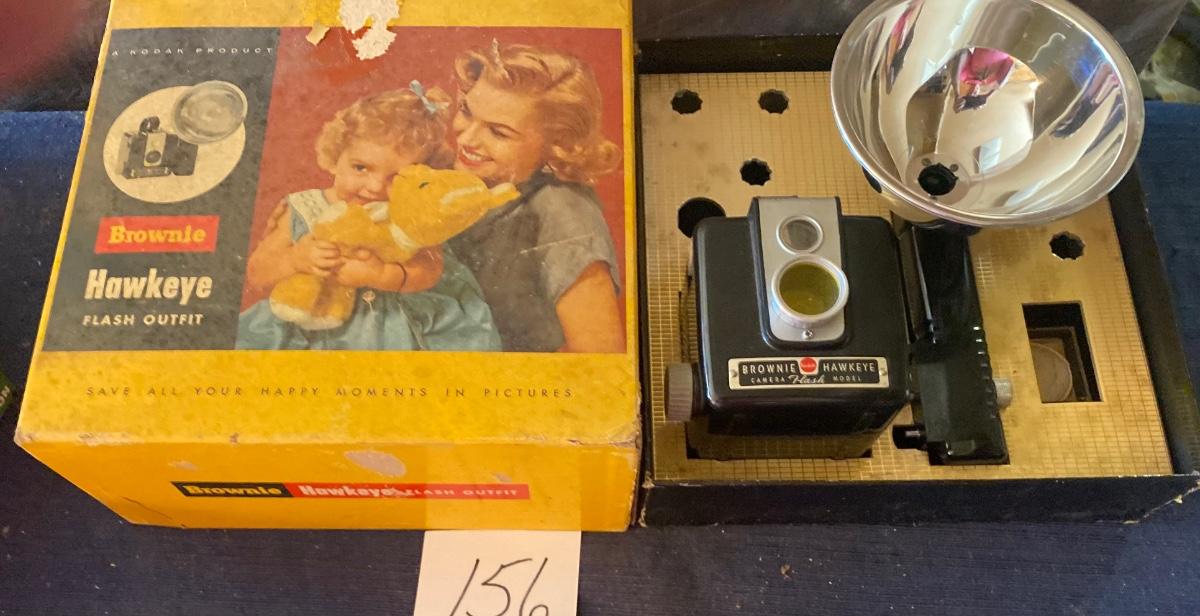 A KODAK PRODUCT
Brownie
Hawkeye
FLASH OUTFIT
SAVE ALL YOUR HAPPY MOMENTS IN PICTURES
Brownie Hawkeye FLASH OUTFIT
BROWNIE HAWKEYE
CAMERA Flash MODEL
156